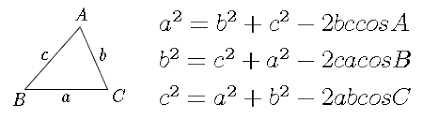 A
c b
B a C
a² = b² + c² − 2bccosA
b² = c² + a² − 2cacosB
c² = a² + b² − 2abcosC